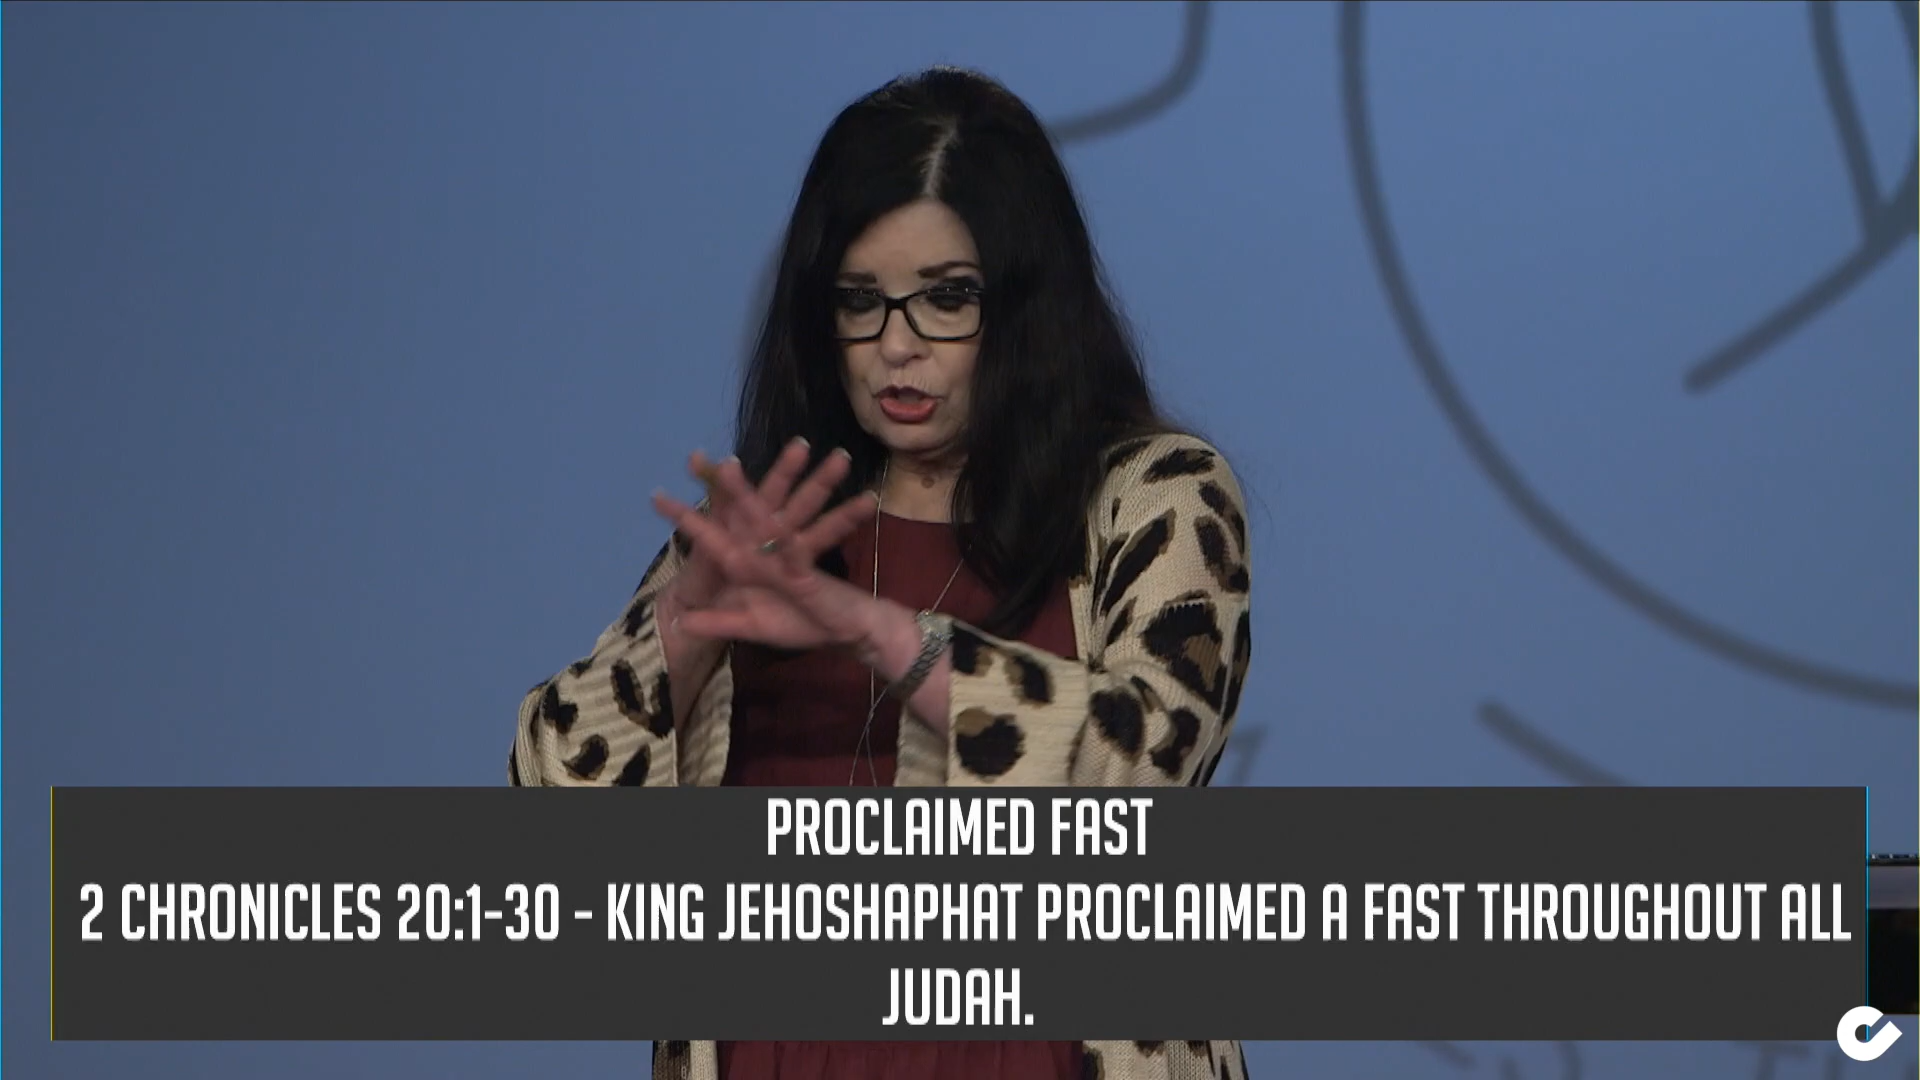 PROCLAIMED FAST
2 CHRONICLES 20:1-30 - KING JEHOSHAPHAT PROCLAIMED A FAST THROUGHOUT ALL
JUDAH.